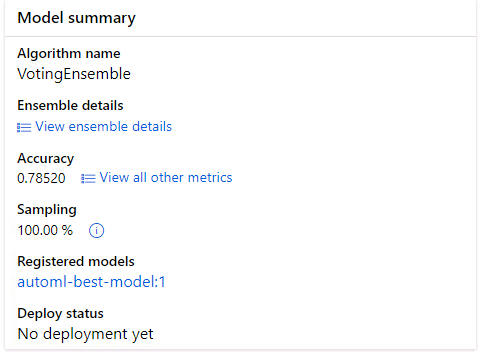 Model summary
Algorithm name
VotingEnsemble
Ensemble details
View ensemble details
Accuracy
0.78520 View all other metrics
Sampling
100.00 %
Registered models
automl-best-model:1
Deploy status
No deployment yet